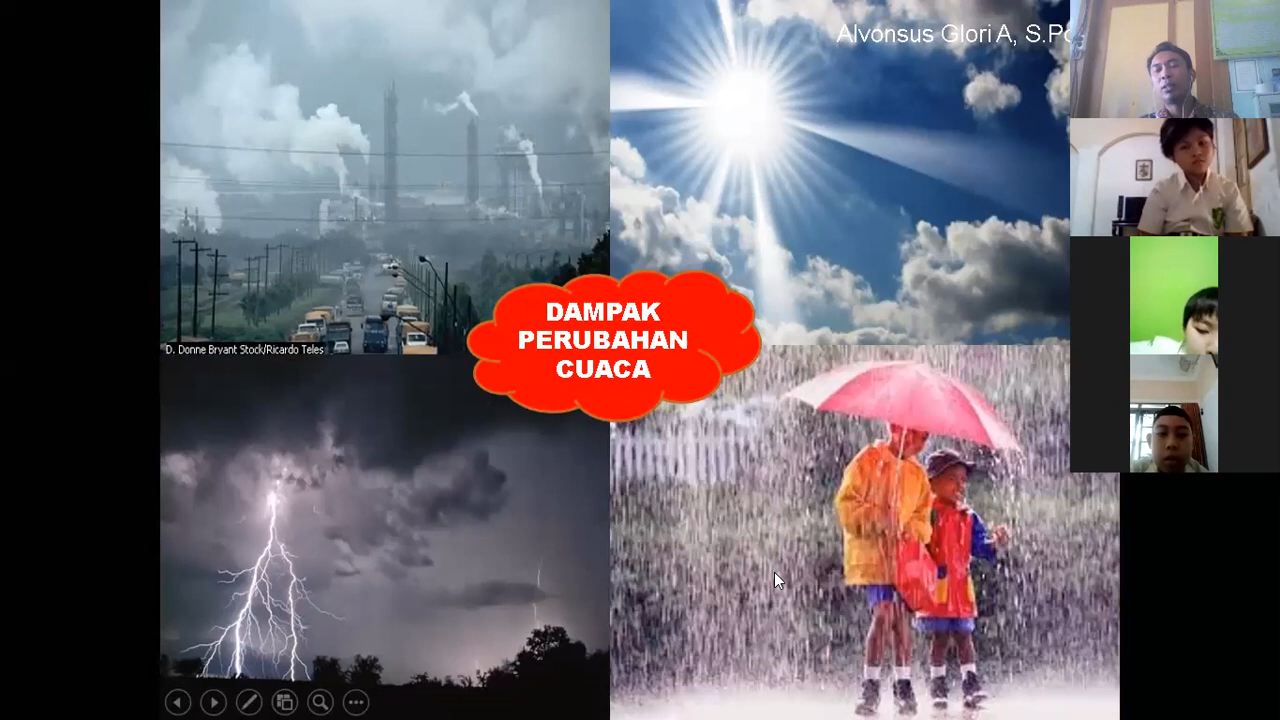 Alvonsus Glori A, S.Pd
DAMPAK
PERUBAHAN
CUACA
D. Donne Bryant Stock/Ricardo Teles